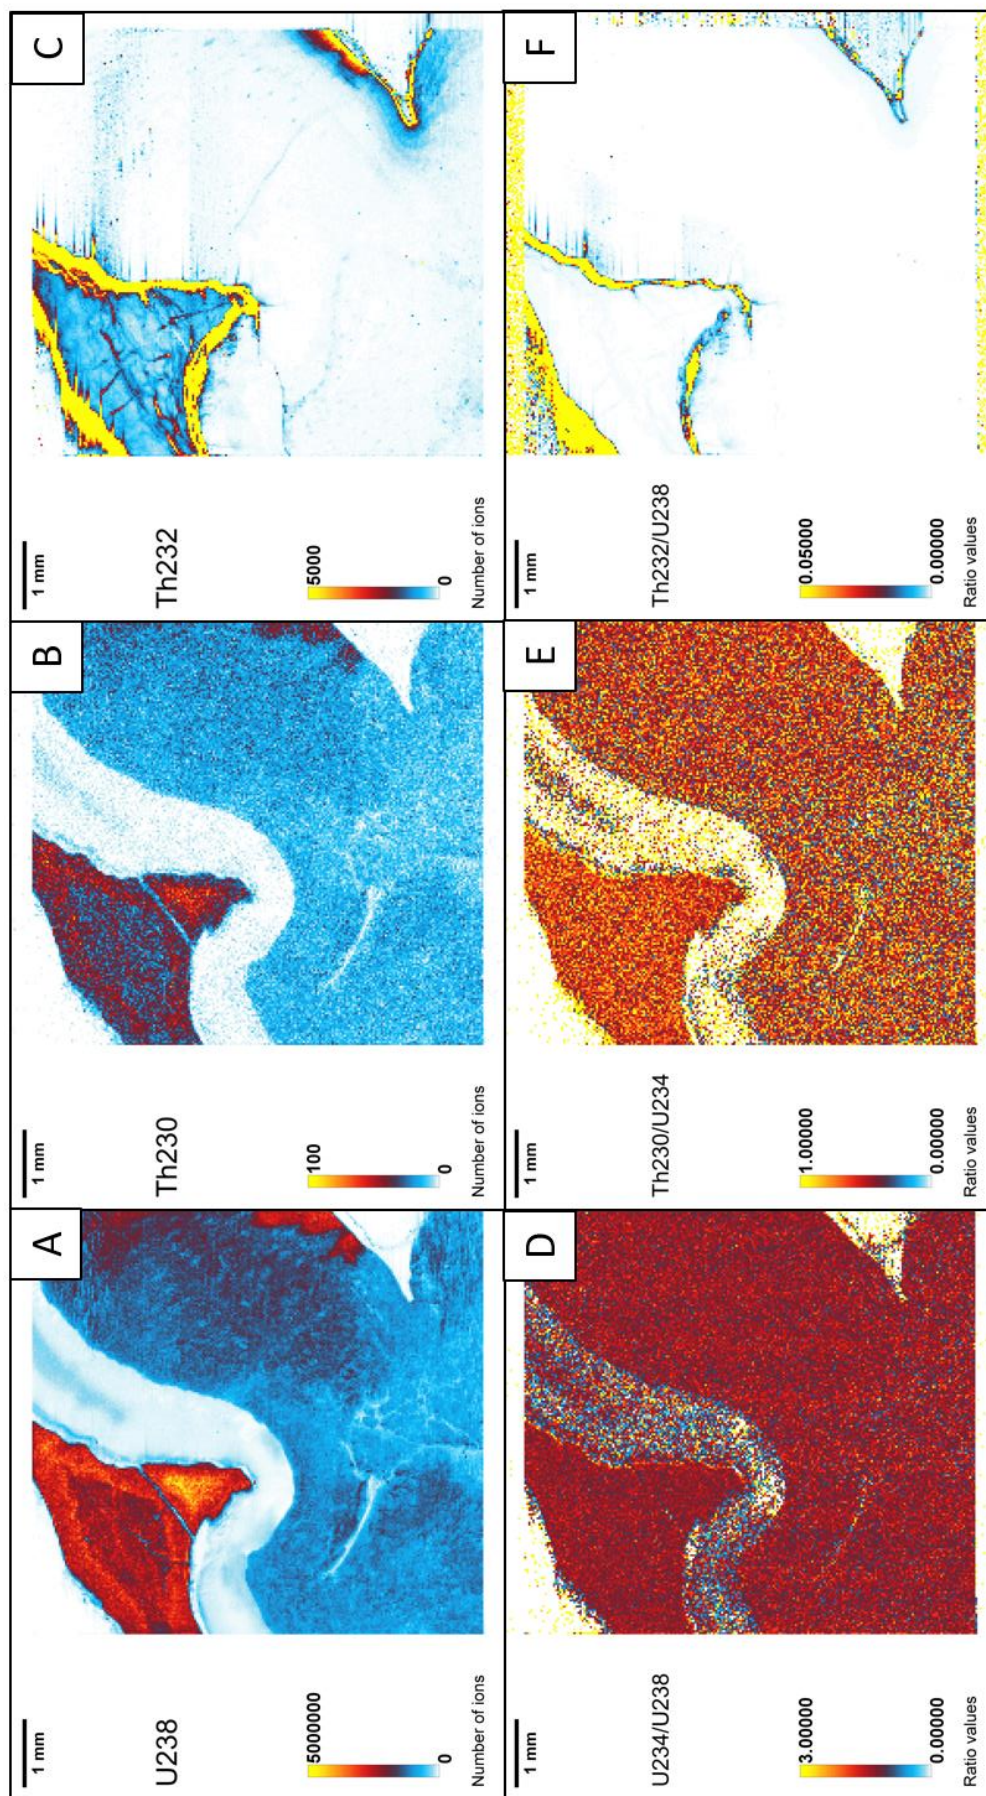 A
1 mm
U238
5000000
0
Number of ions
B
1 mm
Th230
100
0
Number of ions
C
1 mm
Th232
5000
0
Number of ions
D
1 mm
U234/U238
3.00000
0.00000
Ratio values
E
1 mm
Th230/U234
1.00000
0.00000
Ratio values
F
1 mm
Th232/U238
0.05000
0.00000
Ratio values